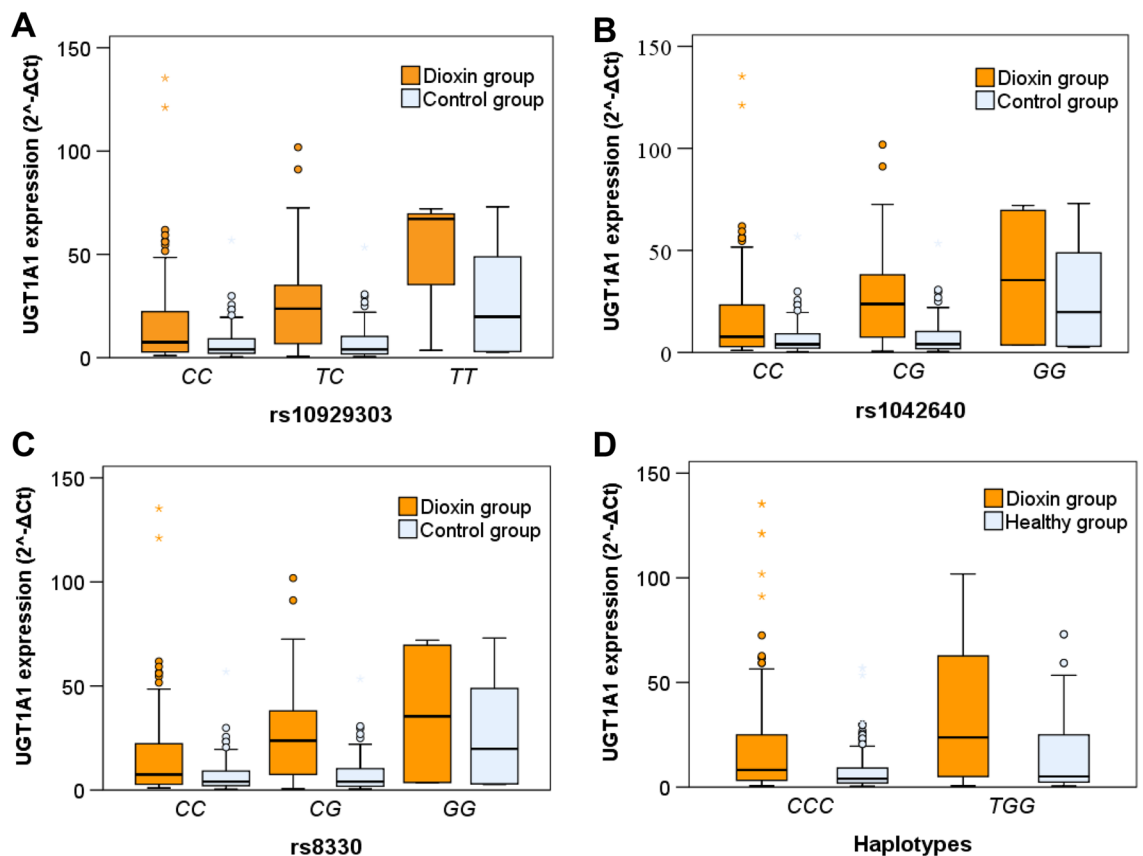 A
UGT1A1 expression (2^-ΔCt)
150
100
50
0
Dioxin group
Control group
CC TC TT
rs10929303
B
UGT1A1 expression (2^-ΔCt)
150
100
50
0
Dioxin group
Control group
CC CG GG
rs1042640
C
UGT1A1 expression (2^-ΔCt)
150
100
50
0
Dioxin group
Control group
CC CG GG
rs8330
D
UGT1A1 expression (2^-ΔCt)
150
100
50
0
Dioxin group
Healthy group
CCC TGG
Haplotypes